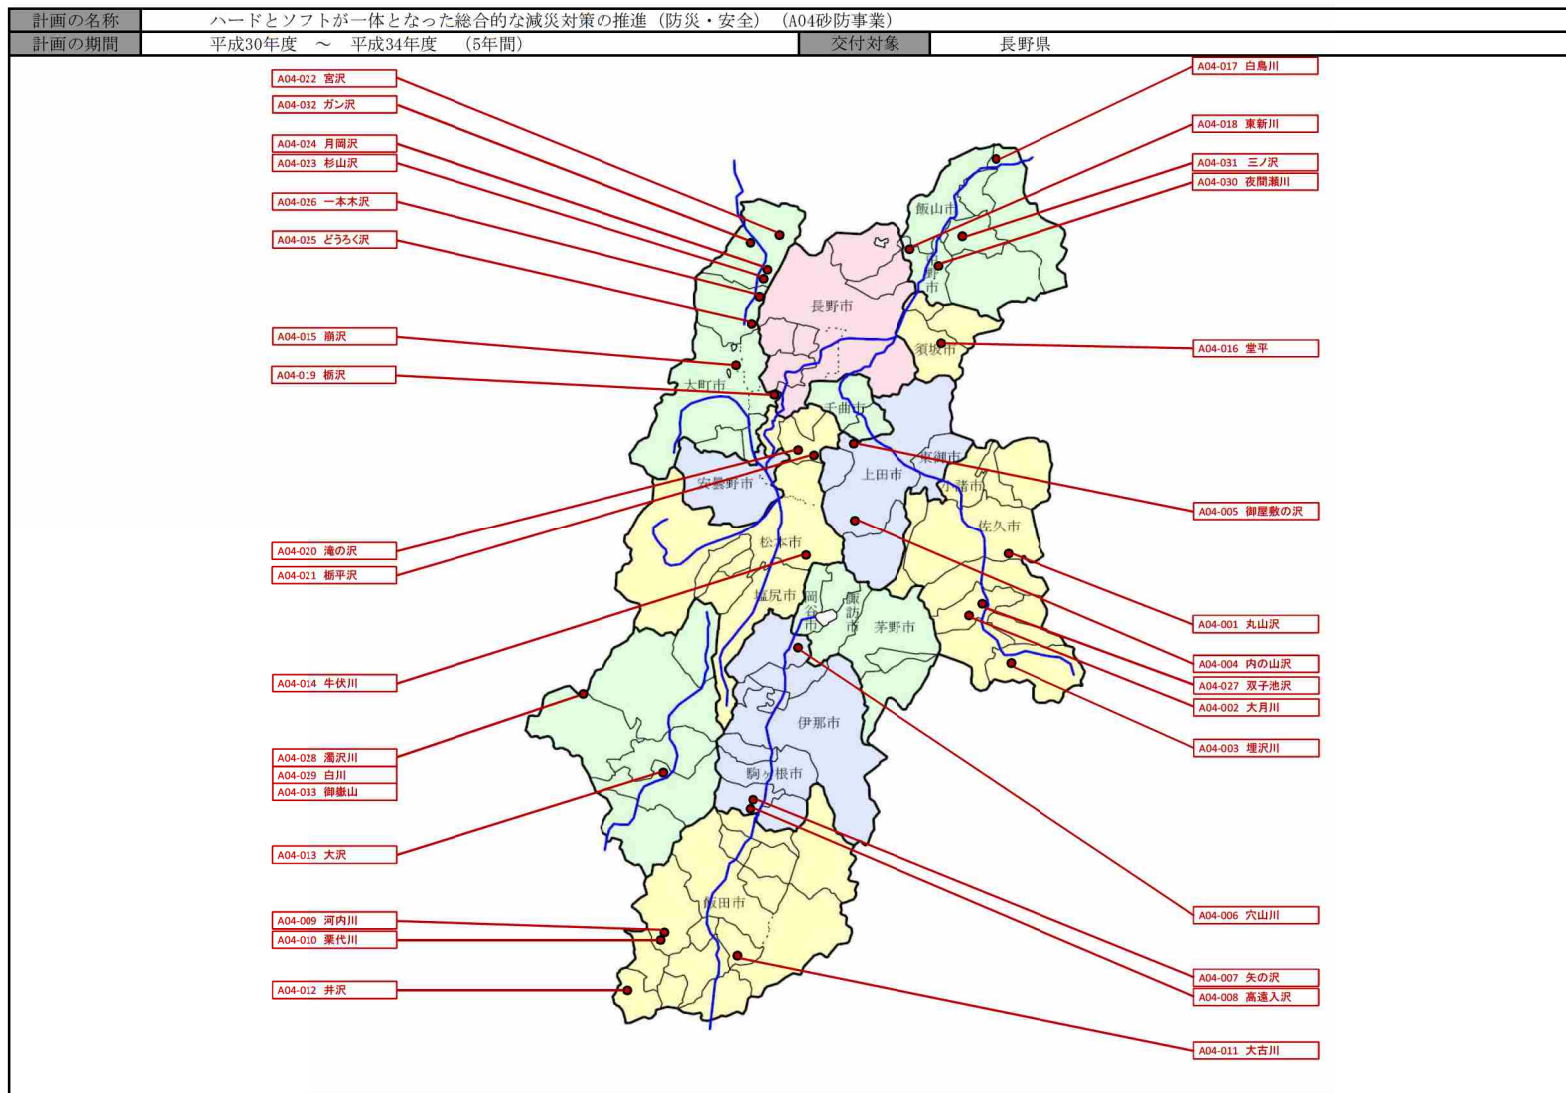 計画の名称 ハードとソフトが一体となった総合的な減災対策の推進（防災・安全）（A04砂防事業）
計画の期間 平成30年度 ～ 平成34年度 （5年間） 交付対象 長野県
A04-022 宮沢
A04-032 ガン沢
A04-024 月岡沢
A04-023 杉山沢
A04-026 一本木沢
A04-025 どうろく沢
A04-015 崩沢
A04-019 栃沢
A04-020 滝の沢
A04-021 栃平沢
A04-014 牛伏川
A04-028 濁沢川
A04-029 白川
A04-033 御嶽山
A04-013 大沢
A04-009 河内川
A04-010 栗代川
A04-012 井沢
飯山市
中野市
長野市
須坂市
大町市
千曲市
東御市
上田市
小諸市
安曇野市
佐久市
松本市
塩尻市
岡谷市
諏訪市
茅野市
伊那市
駒ヶ根市
飯田市
A04-017 白鳥川
A04-018 東新川
A04-031 三ノ沢
A04-030 夜間瀬川
A04-016 堂平
A04-005 御屋敷の沢
A04-001 丸山沢
A04-004 内の山沢
A04-027 双子池沢
A04-002 大月川
A04-003 埋沢川
A04-006 穴山川
A04-007 矢の沢
A04-008 高遠入沢
A04-011 大古川